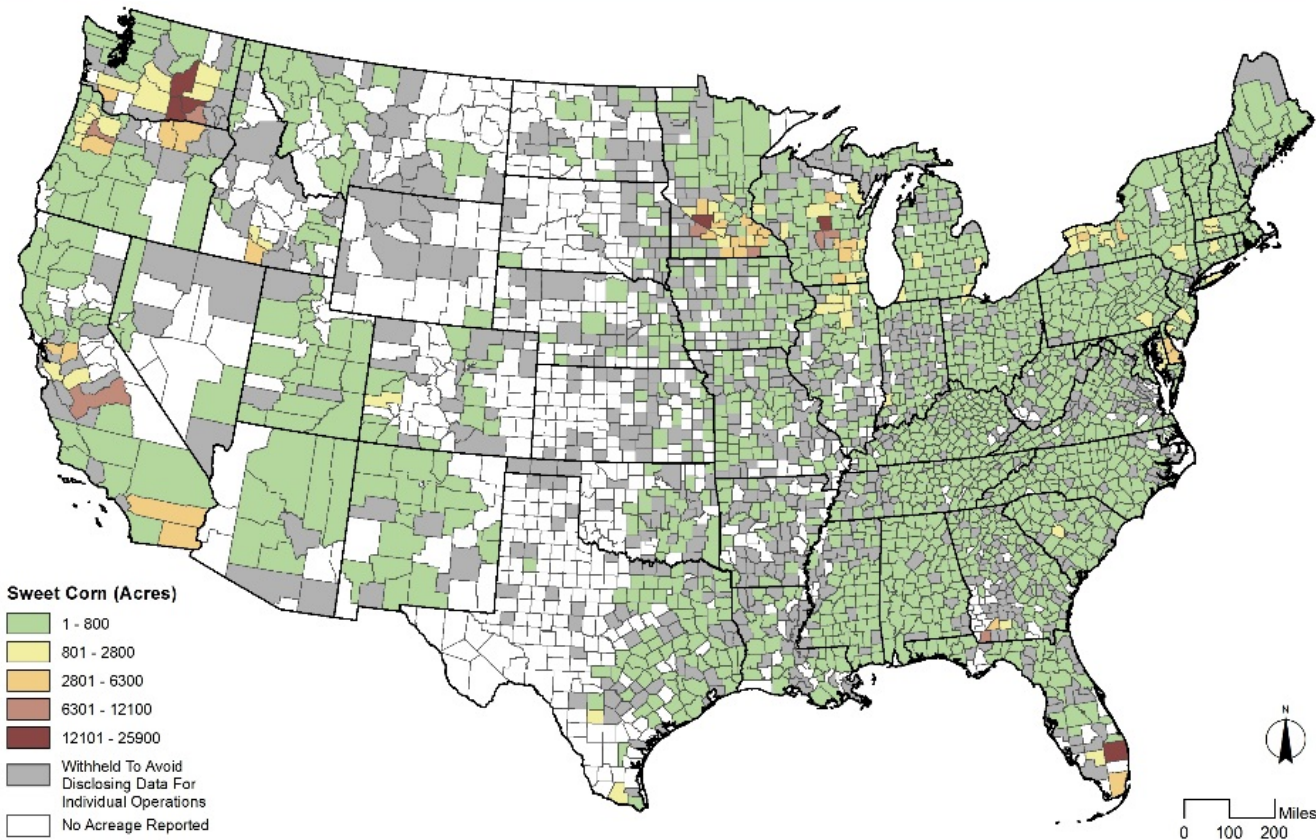 Sweet Corn (Acres)
1 - 800
801 - 2800
2801 - 6300
6301 - 12100
12101 - 25900
Withheld To Avoid
Disclosing Data For
Individual Operations
No Acreage Reported
N
Miles
0 100 200